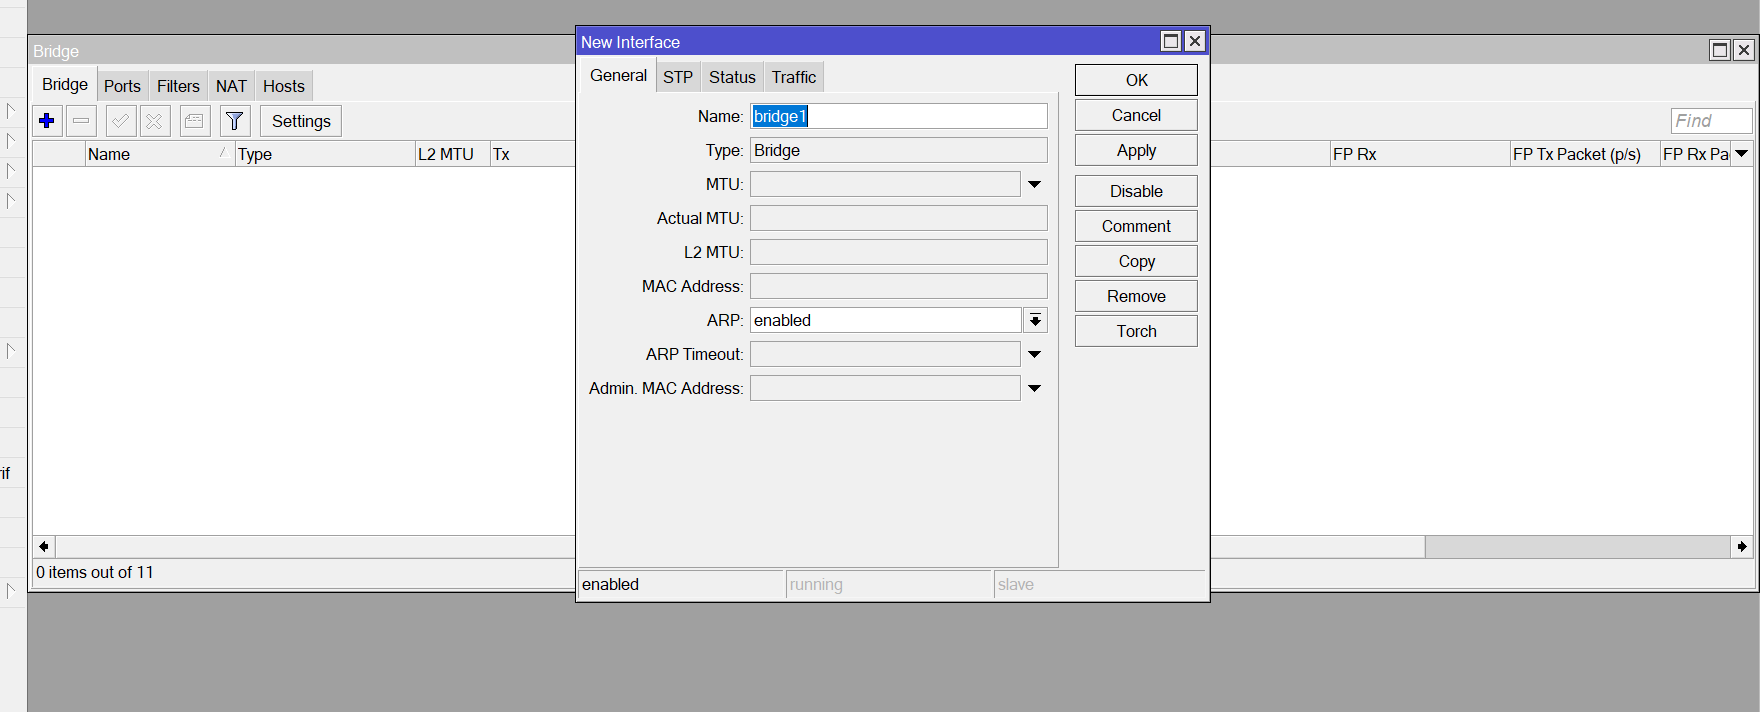 New Interface
Bridge
General STP Status Traffic
Bridge Ports Filters NAT Hosts
OK
Name: bridge1
Cancel
Settings
Find
Type: Bridge
Apply
Name Type L2 MTU Tx
FP Rx FP Tx Packet (p/s) FP Rx Pa
MTU:
Disable
Actual MTU:
Comment
L2 MTU:
Copy
MAC Address:
Remove
ARP: enabled
Torch
ARP Timeout:
Admin. MAC Address:
rif
0 items out of 11
enabled running slave